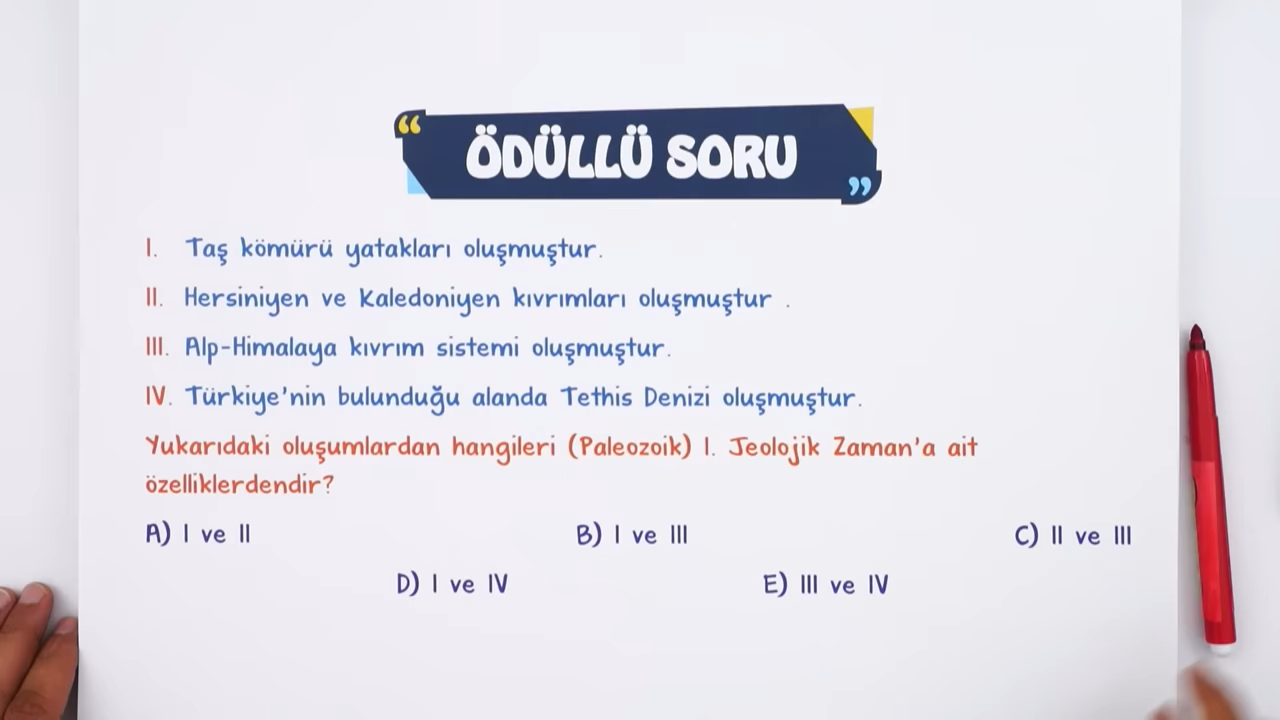 “ ÖDÜLLÜ SORU ”
I. Taş kömürü yatakları oluşmuştur.
II. Hersiniyen ve Kaledoniyen kıvrımları oluşmuştur .
III. Alp-Himalaya kıvrım sistemi oluşmuştur.
IV. Türkiye'nin bulunduğu alanda Tethis Denizi oluşmuştur.
Yukarıdaki oluşumlardan hangileri (Paleozoik) I. Jeolojik Zaman'a ait
özelliklerdendir?
A) I ve II B) I ve III C) II ve III
D) I ve IV E) III ve IV